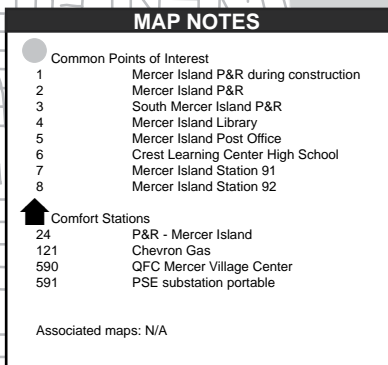 MAP NOTES
Common Points of Interest
1 Mercer Island P&R during construction
2 Mercer Island P&R
3 South Mercer Island P&R
4 Mercer Island Library
5 Mercer Island Post Office
6 Crest Learning Center High School
7 Mercer Island Station 91
8 Mercer Island Station 92
Comfort Stations
24 P&R - Mercer Island
121 Chevron Gas
590 QFC Mercer Village Center
591 PSE substation portable
Associated maps: N/A